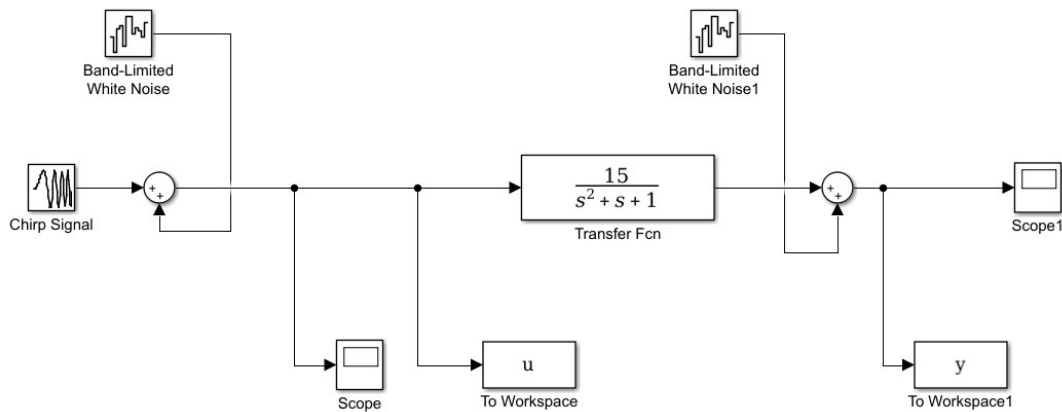 Band-Limited
White Noise
Band-Limited
White Noise1
+
+
Chirp Signal
15
s² + s + 1
Transfer Fcn
+
+
Scope1
Scope
u
To Workspace
y
To Workspace1